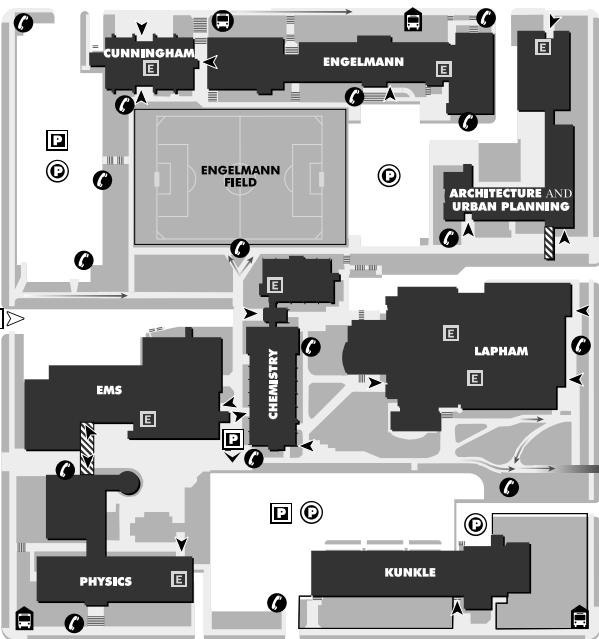 CUNNINGHAM
E
ENGELMANN
E
E
P
P
ENGELMANN
FIELD
P
ARCHITECTURE AND
URBAN PLANNING
E
E
LAPHAM
E
CHEMISTRY
EMS
E
P
P
P
P
KUNKLE
PHYSICS
E